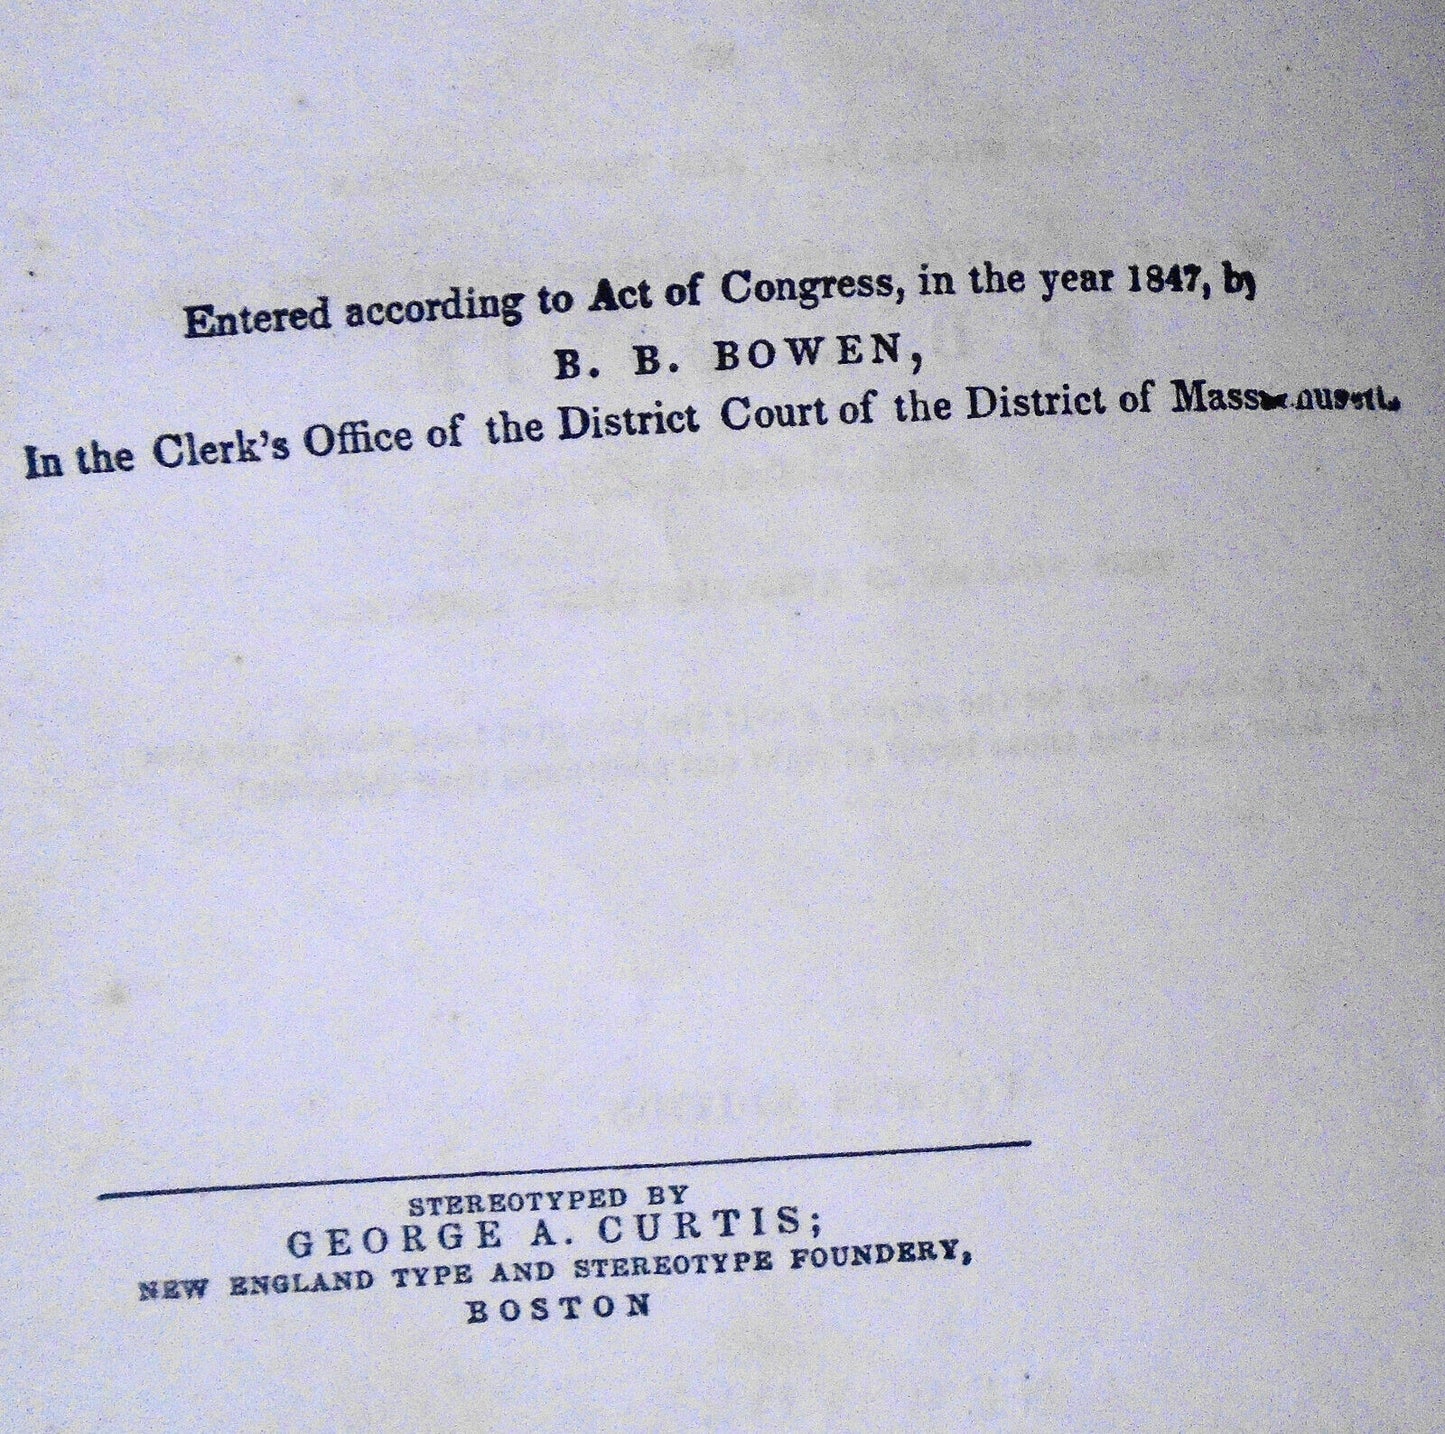 Entered according to Act of Congress, in the year 1847, by
B. B. BOWEN,
In the Clerk's Office of the District Court of the District of
STEREOTYPED BY
GEORGE A. CURTIS;
NEW ENGLAND TYPE AND STEREOTYPE FOUNDERY,
BOSTON